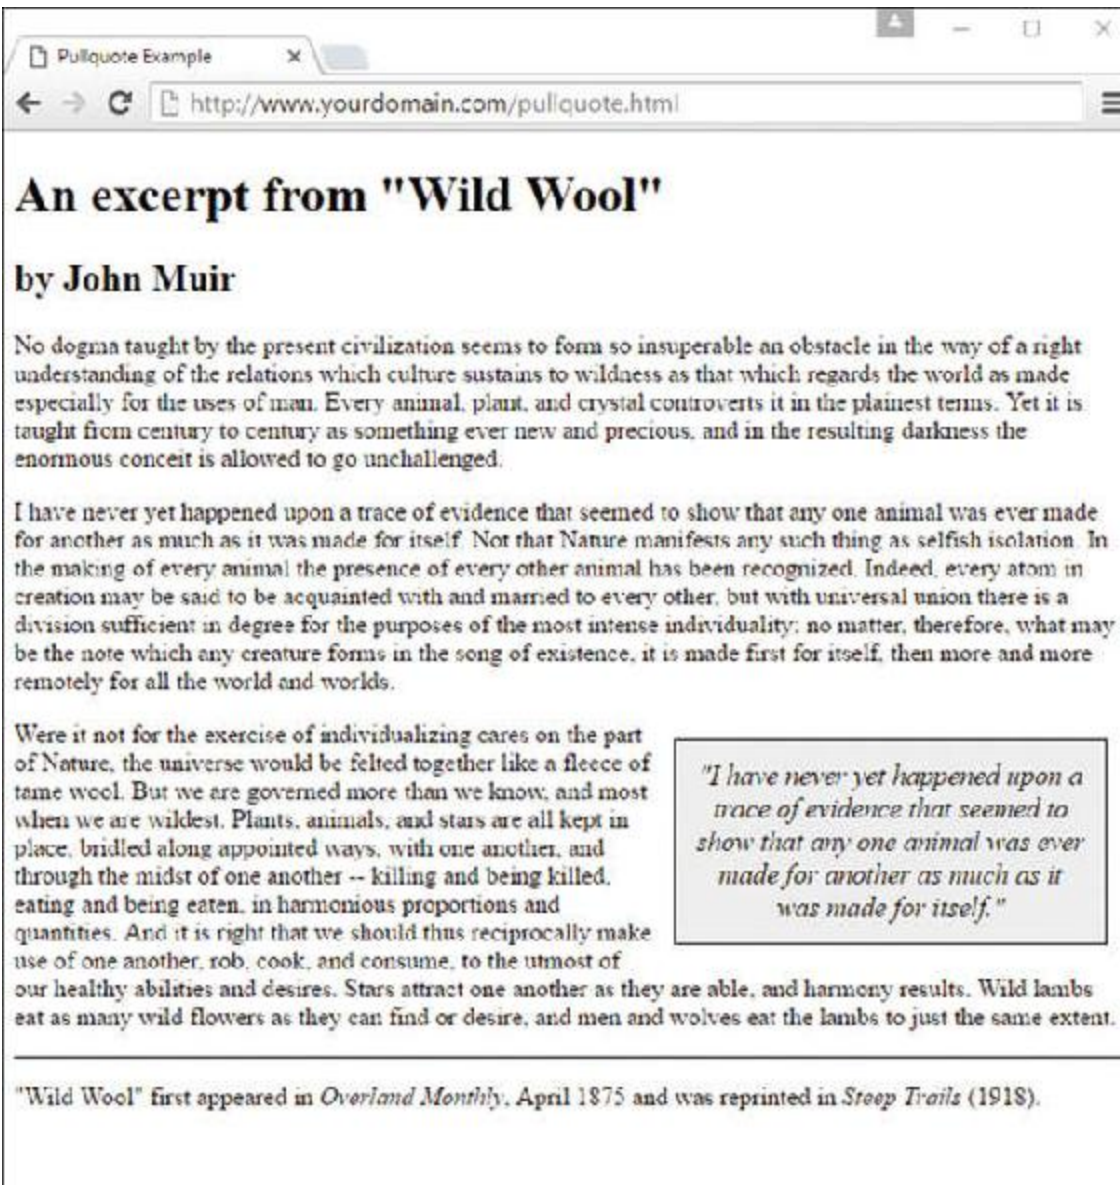 Pullquote Example
http://www.yourdomain.com/pullquote.html
An excerpt from "Wild Wool"
by John Muir
No dogma taught by the present civilization seems to form so insuperable an obstacle in the way of a right
understanding of the relations which culture sustains to wildness as that which regards the world as made
especially for the uses of man. Every animal, plant, and crystal controverts it in the plainest terms. Yet it is
taught from century to century as something ever new and precious, and in the resulting darkness the
enormous conceit is allowed to go unchallenged.
I have never yet happened upon a trace of evidence that seemed to show that any one animal was ever made
for another as much as it was made for itself. Not that Nature manifests any such thing as selfish isolation. In
the making of every animal the presence of every other animal has been recognized. Indeed, every atom in
creation may be said to be acquainted with and married to every other, but with universal union there is a
division sufficient in degree for the purposes of the most intense individuality; no matter, therefore, what may
be the note which any creature forms in the song of existence, it is made first for itself, then more and more
remotely for all the world and worlds.
Were it not for the exercise of individualizing cares on the part
of Nature, the universe would be felted together like a fleece of
tame wool. But we are governed more than we know, and most
when we are wildest. Plants, animals, and stars are all kept in
place, bridled along appointed ways, with one another, and
through the midst of one another -- killing and being killed,
eating and being eaten, in harmonious proportions and
quantities. And it is right that we should thus reciprocally make
use of one another, rob, cook, and consume, to the utmost of
our healthy abilities and desires. Stars attract one another as they are able, and harmony results. Wild lambs
eat as many wild flowers as they can find or desire, and men and wolves eat the lambs to just the same extent.
"I have never yet happened upon a
trace of evidence that seemed to
show that any one animal was ever
made for another as much as it
was made for itself."
"Wild Wool" first appeared in Overland Monthly, April 1875 and was reprinted in Steep Trails (1918).